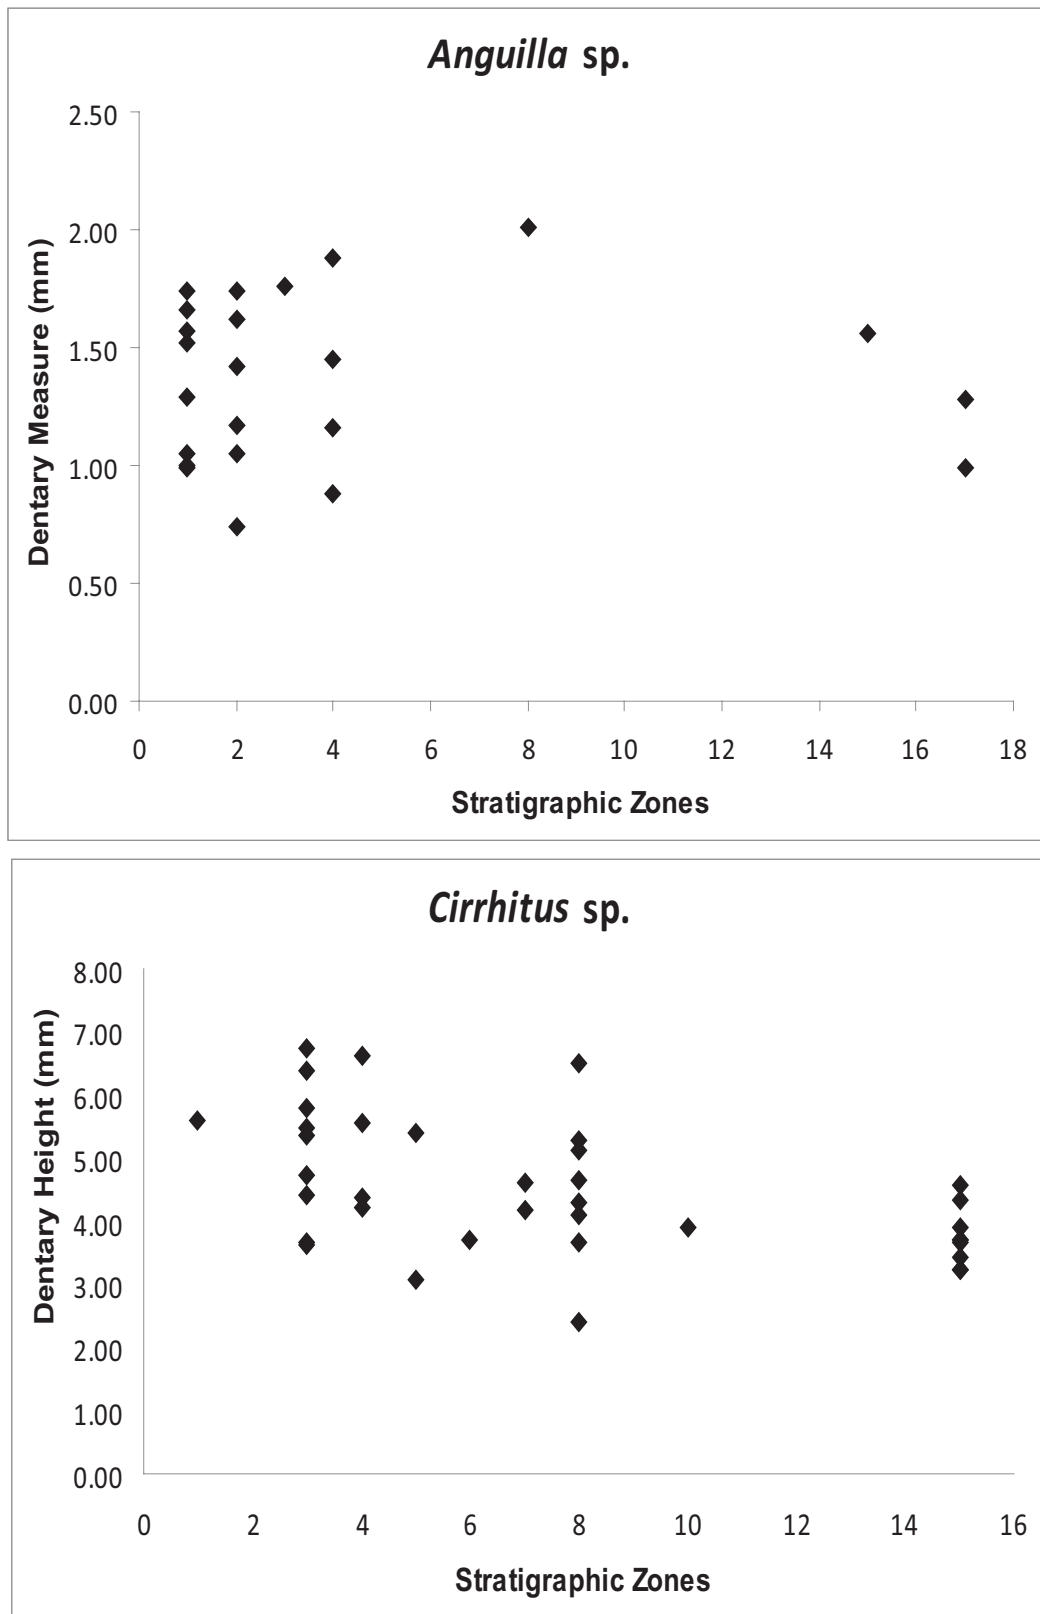 Anguilla sp.
2.50
2.00
1.50
1.00
0.50
0.00
Dentary Measure (mm)
0 2 4 6 8 10 12 14 16 18
Stratigraphic Zones
Cirrhitus sp.
8.00
7.00
6.00
5.00
4.00
3.00
2.00
1.00
0.00
Dentary Height (mm)
0 2 4 6 8 10 12 14 16
Stratigraphic Zones